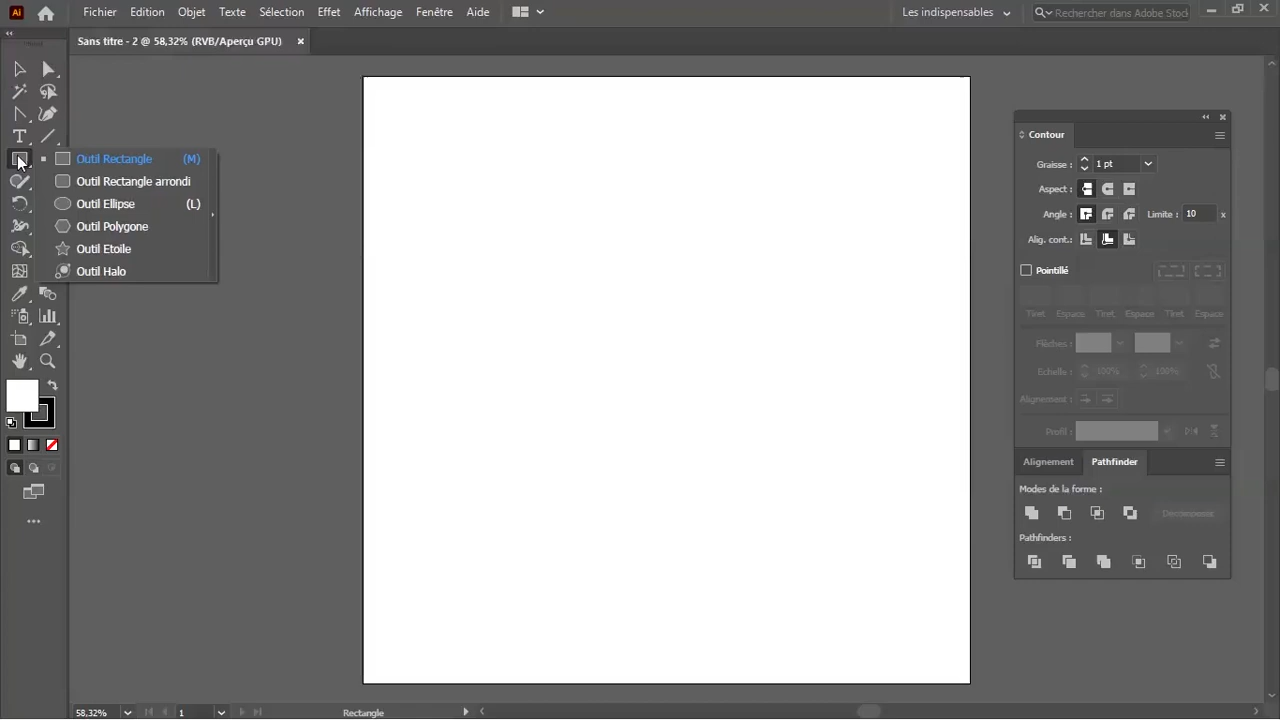 Ai Fichier Edition Objet Texte Sélection Effet Affichage Fenêtre Aide Les indispensables Rechercher dans Adobe Stock
Sans titre - 2 @ 58,32% (RVB/Aperçu GPU) ×
Outil Rectangle (M)
Outil Rectangle arrondi
Outil Ellipse (L)
Outil Polygone
Outil Etoile
Outil Halo
Contour
Graisse : 1 pt
Aspect :
Angle : Limite : 10 x
Alig. cont.:
Pointillé
Tiret Espace Tiret Espace Tiret Espace
Flèches :
Echelle : 100% 100%
Alignement :
Profil :
Alignement Pathfinder
Modes de la forme :
Décomposer
Pathfinders :
58,32% 1 Rectangle